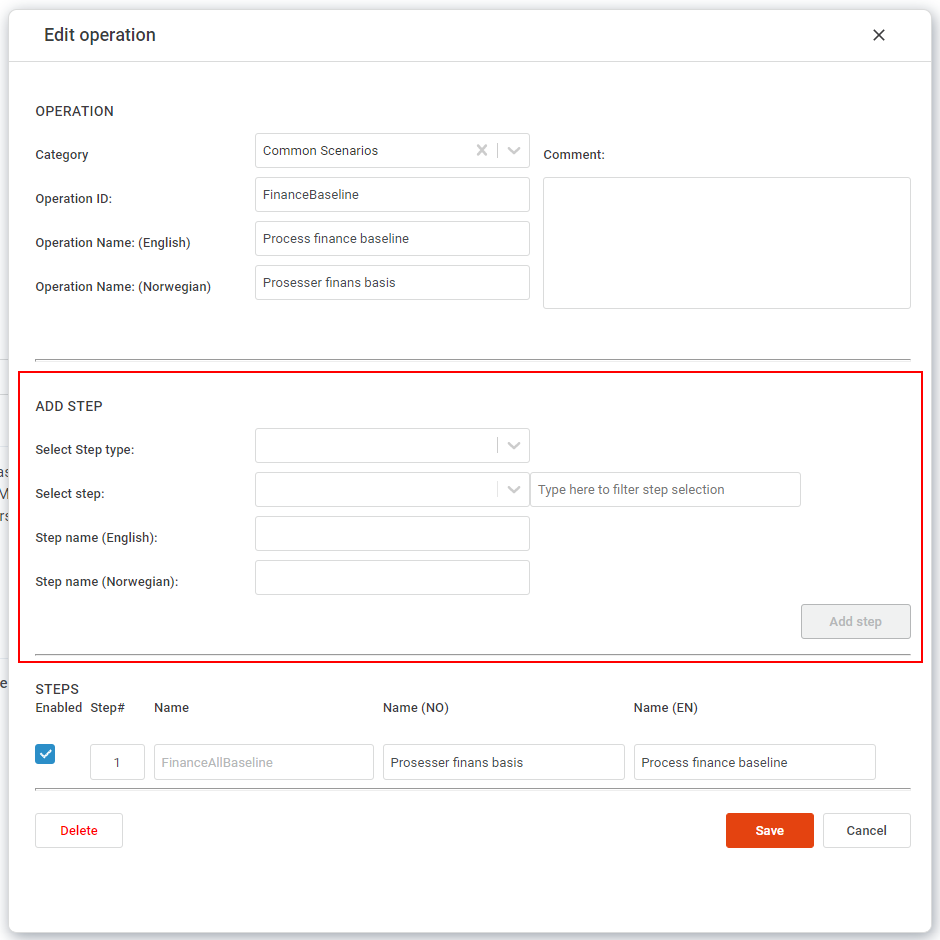 Edit operation
OPERATION
Category
Common Scenarios
Comment:
Operation ID:
FinanceBaseline
Operation Name: (English)
Process finance baseline
Operation Name: (Norwegian)
Prosesser finans basis
ADD STEP
Select Step type:
Select step:
Type here to filter step selection
Step name (English):
Step name (Norwegian):
Add step
STEPS
Enabled Step# Name Name (NO) Name (EN)
1 FinanceAllBaseline Prosesser finans basis Process finance baseline
Delete Save Cancel